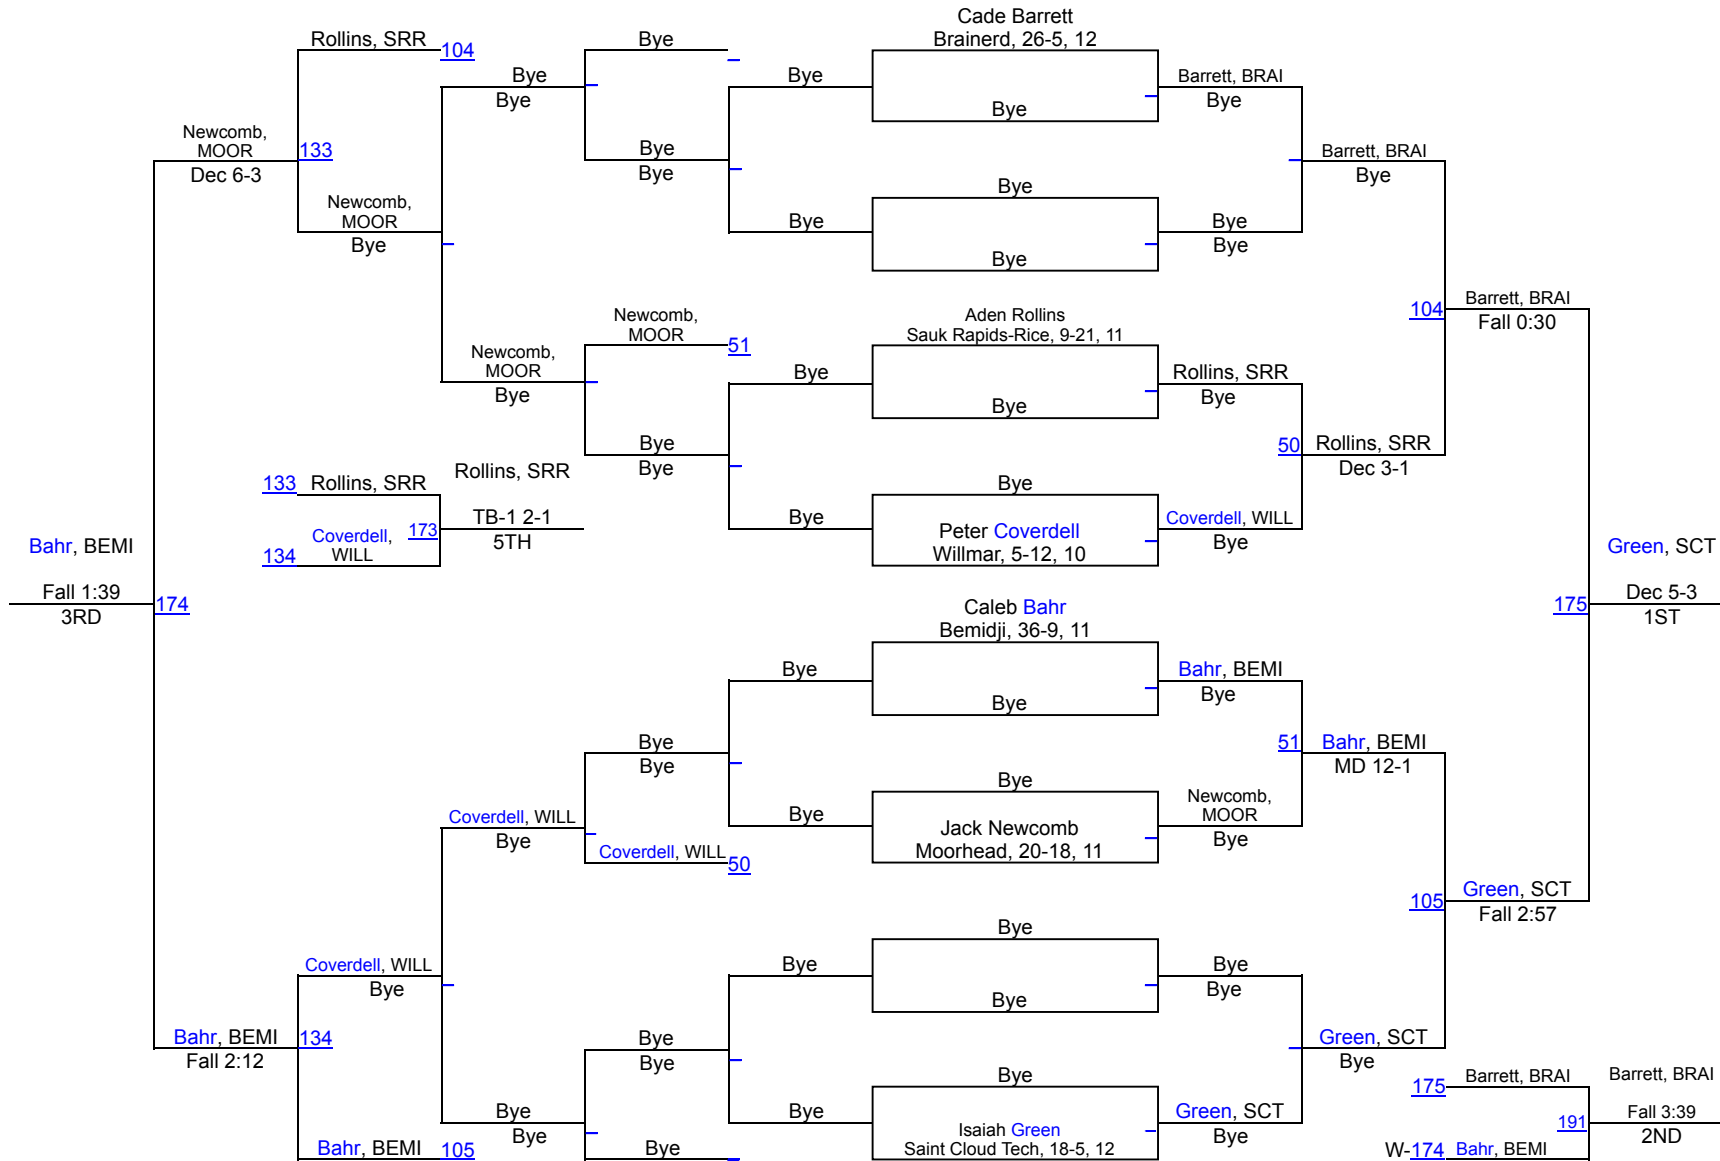 Cade Barrett
Brainerd, 26-5, 12
Rollins, SRR
104
Bye
Bye
Bye
Bye
Barrett, BRAI
Bye
Bye
Newcomb,
MOOR
133
Dec 6-3
Bye
Bye
Barrett, BRAI
Bye
Newcomb,
MOOR
Bye
Bye
Bye
Bye
Bye
Bye
Newcomb,
MOOR
51
Aden Rollins
Sauk Rapids-Rice, 9-21, 11
104
Barrett, BRAI
Fall 0:30
Newcomb,
MOOR
Bye
Bye
Bye
Rollins, SRR
Bye
Bye
Bye
50
Rollins, SRR
Dec 3-1
133
Rollins, SRR
Rollins, SRR
Coverdell,
WILL
134
173
TB-1 2-1
5TH
Bye
Bye
Peter Coverdell
Willmar, 5-12, 10
Coverdell, WILL
Bye
Bahr, BEMI
Fall 1:39
3RD
174
Green, SCT
175
Dec 5-3
1ST
Caleb Bahr
Bemidji, 36-9, 11
Bye
Bye
Bahr, BEMI
Bye
Bye
Bye
51
Bahr, BEMI
MD 12-1
Coverdell, WILL
Bye
Coverdell, WILL
50
Bye
Bye
Jack Newcomb
Moorhead, 20-18, 11
Newcomb,
MOOR
Bye
105
Green, SCT
Fall 2:57
Coverdell, WILL
Bye
Bye
Bye
Bye
Bye
Bye
Bahr, BEMI
134
Fall 2:12
Bye
Bye
Green, SCT
Bye
Bye
Bye
Bahr, BEMI
105
Bye
Bye
Bye
Isaiah Green
Saint Cloud Tech, 18-5, 12
Green, SCT
Bye
175
Barrett, BRAI
Barrett, BRAI
191
Fall 3:39
2ND
W-174
Bahr, BEMI